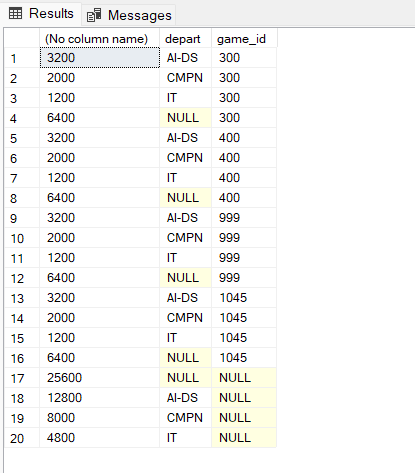 Results Messages
(No column name) depart game_id
1 3200 AI-DS 300
2 2000 CMPN 300
3 1200 IT 300
4 6400 NULL 300
5 3200 AI-DS 400
6 2000 CMPN 400
7 1200 IT 400
8 6400 NULL 400
9 3200 AI-DS 999
10 2000 CMPN 999
11 1200 IT 999
12 6400 NULL 999
13 3200 AI-DS 1045
14 2000 CMPN 1045
15 1200 IT 1045
16 6400 NULL 1045
17 25600 NULL NULL
18 12800 AI-DS NULL
19 8000 CMPN NULL
20 4800 IT NULL